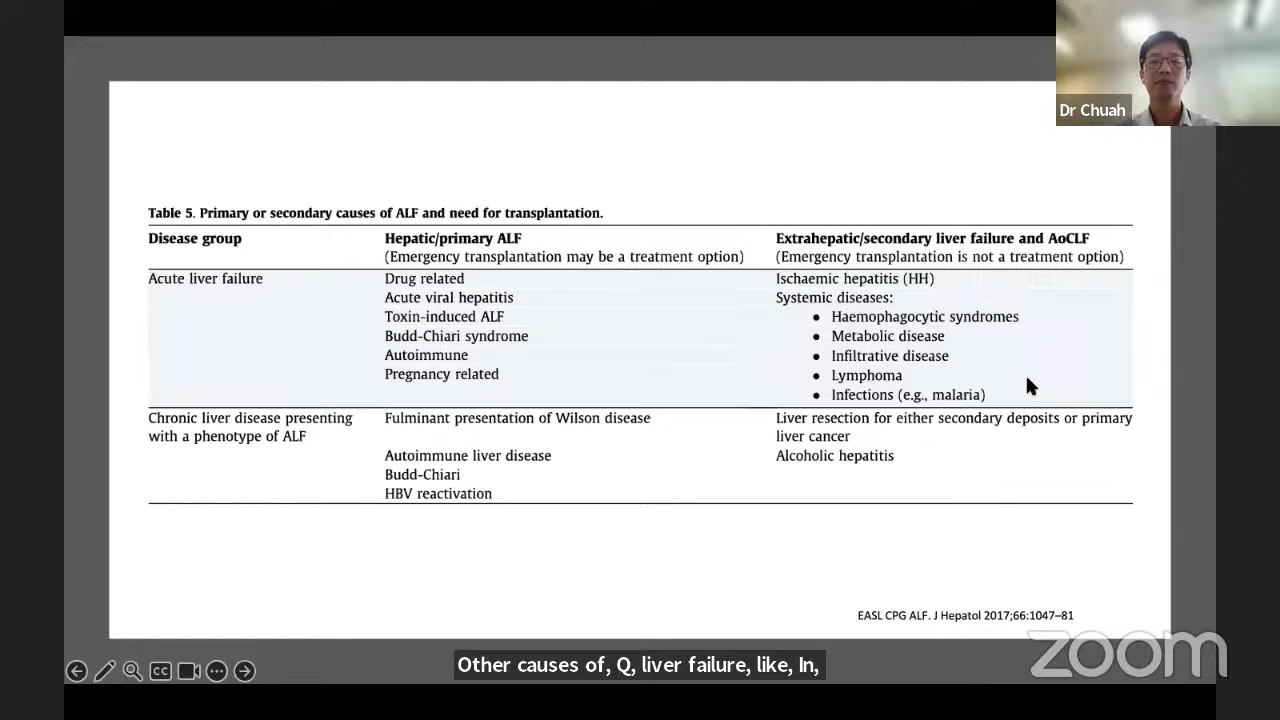 Dr Chuah
Table 5. Primary or secondary causes of ALF and need for transplantation.
Disease group Hepatic/primary ALF Extrahepatic/secondary liver failure and AoCLF
(Emergency transplantation may be a treatment option) (Emergency transplantation is not a treatment option)
Acute liver failure Drug related Ischaemic hepatitis (HH)
Acute viral hepatitis Systemic diseases:
Toxin-induced ALF • Haemophagocytic syndromes
Budd-Chiari syndrome • Metabolic disease
Autoimmune • Infiltrative disease
Pregnancy related • Lymphoma
• Infections (e.g., malaria)
Chronic liver disease presenting Fulminant presentation of Wilson disease Liver resection for either secondary deposits or primary
with a phenotype of ALF liver cancer
Autoimmune liver disease Alcoholic hepatitis
Budd-Chiari
HBV reactivation
EASL CPG ALF. J Hepatol 2017;66:1047–81
zoom
CC
Other causes of, Q, liver failure, like, In,